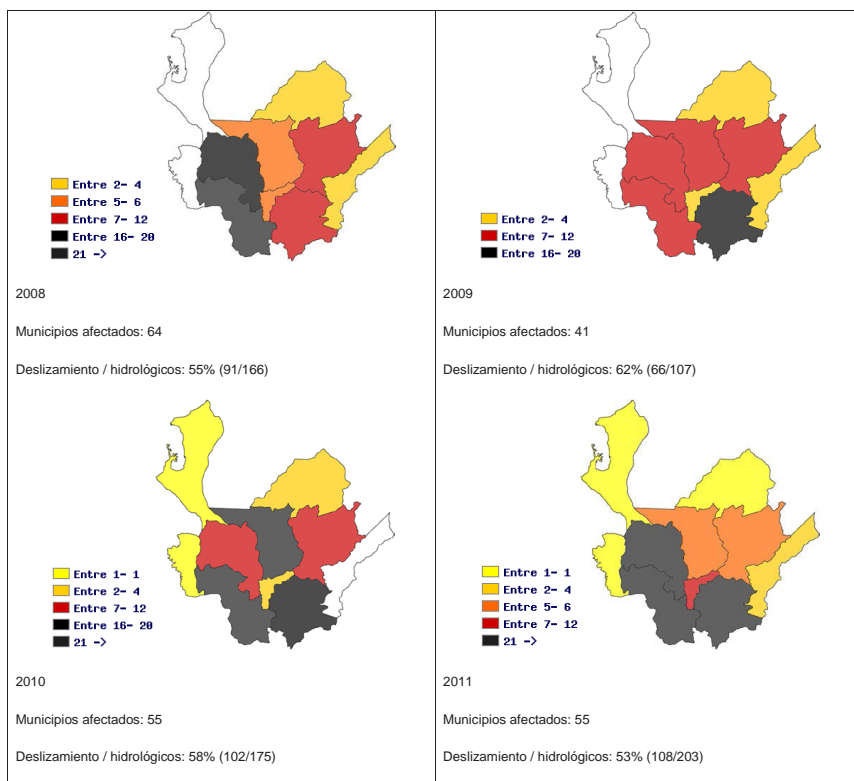 Entre 2- 4
Entre 5- 6
Entre 7- 12
Entre 16- 20
21 ->
2008
Municipios afectados: 64
Deslizamiento / hidrológicos: 55% (91/166)
Entre 2- 4
Entre 7- 12
Entre 16- 20
2009
Municipios afectados: 41
Deslizamiento / hidrológicos: 62% (66/107)
Entre 1- 1
Entre 2- 4
Entre 7- 12
Entre 16- 20
21 ->
2010
Municipios afectados: 55
Deslizamiento / hidrológicos: 58% (102/175)
Entre 1- 1
Entre 2- 4
Entre 5- 6
Entre 7- 12
21 ->
2011
Municipios afectados: 55
Deslizamiento / hidrológicos: 53% (108/203)